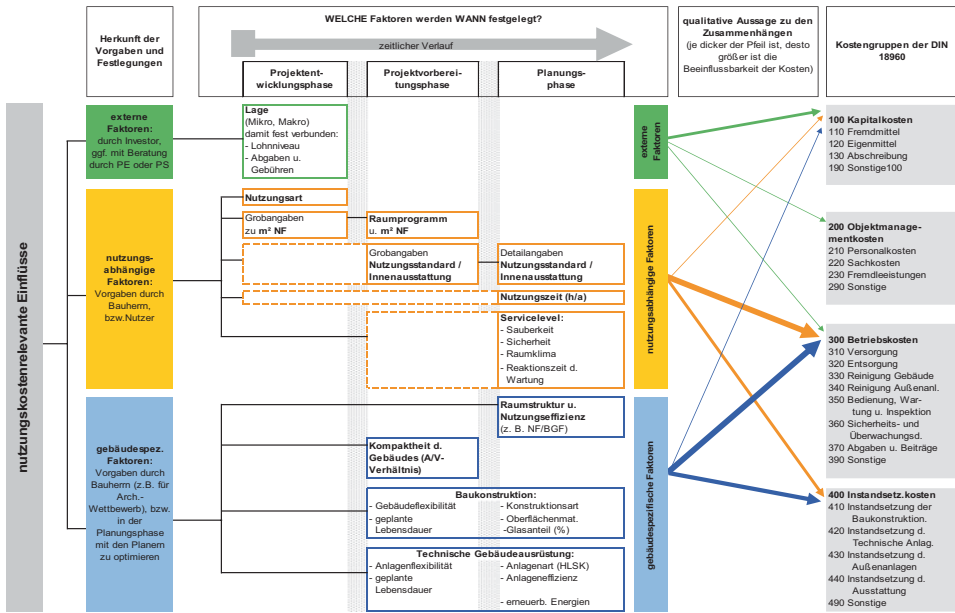 Herkunft der
Vorgaben und
Festlegungen
WELCHE Faktoren werden WANN festgelegt?
zeitlicher Verlauf
Projektent-
wicklungsphase
Projektvorberei-
tungsphase
Planungs-
phase
qualitative Aussage zu den
Zusammenhängen
(je dicker der Pfeil ist, desto
größer ist die
Beeinflussbarkeit der Kosten)
Kostengruppen der DIN
18960
nutzungskostenrelevante Einflüsse
externe
Faktoren:
durch Investor,
ggf. mit Beratung
durch PE oder PS
Lage
(Mikro, Makro)
damit fest verbunden:
- Lohnniveau
- Abgaben u.
Gebühren
externe
Faktoren
nutzungs-
abhängige
Faktoren:
Vorgaben durch
Bauherrn,
bzw.Nutzer
Nutzungsart
Grobangaben
zu m² NF
Raumprogramm
u. m² NF
Grobangaben
Nutzungsstandard /
Innenausstattung
Detailangaben
Nutzungsstandard /
Innenausstattung
Nutzungszeit (h/a)
Servicelevel:
- Sauberkeit
- Sicherheit
- Raumklima
- Reaktionszeit d.
Wartung
nutzungsabhängige Faktoren
gebäudespez.
Faktoren:
Vorgaben durch
Bauherrn (z.B. für
Arch.-
Wettbewerb), bzw.
in der
Planungsphase
mit den Planern
zu optimieren
Raumstruktur u.
Nutzungseffizienz
(z. B. NF/BGF)
Kompaktheit d.
Gebäudes (A/V-
Verhältnis)
Baukonstruktion:
- Gebäudeflexibilität
- geplante
Lebensdauer
- Konstruktionsart
- Oberflächenmat.
-Glasanteil (%)
Technische Gebäudeausrüstung:
- Anlagenflexibilität
- geplante
Lebensdauer
- Anlagenart (HLSK)
- Anlageneffizienz
- erneuerb. Energien
gebäudespezifische Faktoren
100 Kapitalkosten
110 Fremdmittel
120 Eigenmittel
130 Abschreibung
190 Sonstige100
200 Objektmanage-
mentkosten
210 Personalkosten
220 Sachkosten
230 Fremdleeistungen
290 Sonstige
300 Betriebskosten
310 Versorgung
320 Entsorgung
330 Reinigung Gebäude
340 Reinigung Außenanl.
350 Bedienung, War-
tung u. Inspektion
360 Sicherheits- und
Überwachungsd.
370 Abgaben u. Beiträge
390 Sonstige
400 Instandsetz.kosten
410 Instandsetzung der
Baukonstruktion.
420 Instandsetzung d.
Technische Anlag.
430 Instandsetzung d.
Außenanlagen
440 Instandsetzung d.
Ausstattung
490 Sonstige